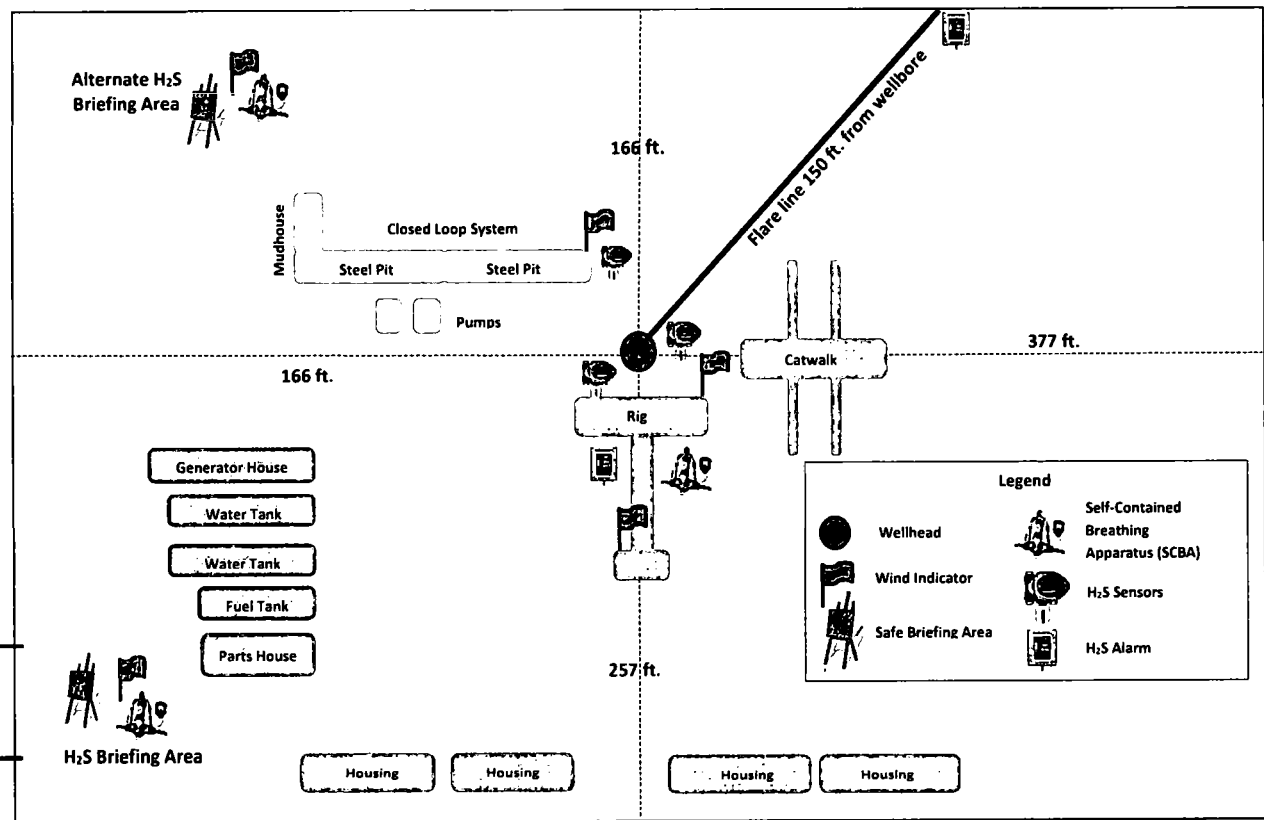 Alternate H₂S
Briefing Area
166 ft.
Flare line 150 ft. from wellbore
Mudhouse
Closed Loop System
Steel Pit
Steel Pit
Pumps
377 ft.
Catwalk
166 ft.
Rig
Generator House
Water Tank
Water Tank
Fuel Tank
Parts House
257 ft.
H₂S Briefing Area
Housing
Housing
Housing
Housing
Legend
Wellhead
Wind Indicator
Safe Briefing Area
Self-Contained
Breathing
Apparatus (SCBA)
H₂S Sensors
H₂S Alarm